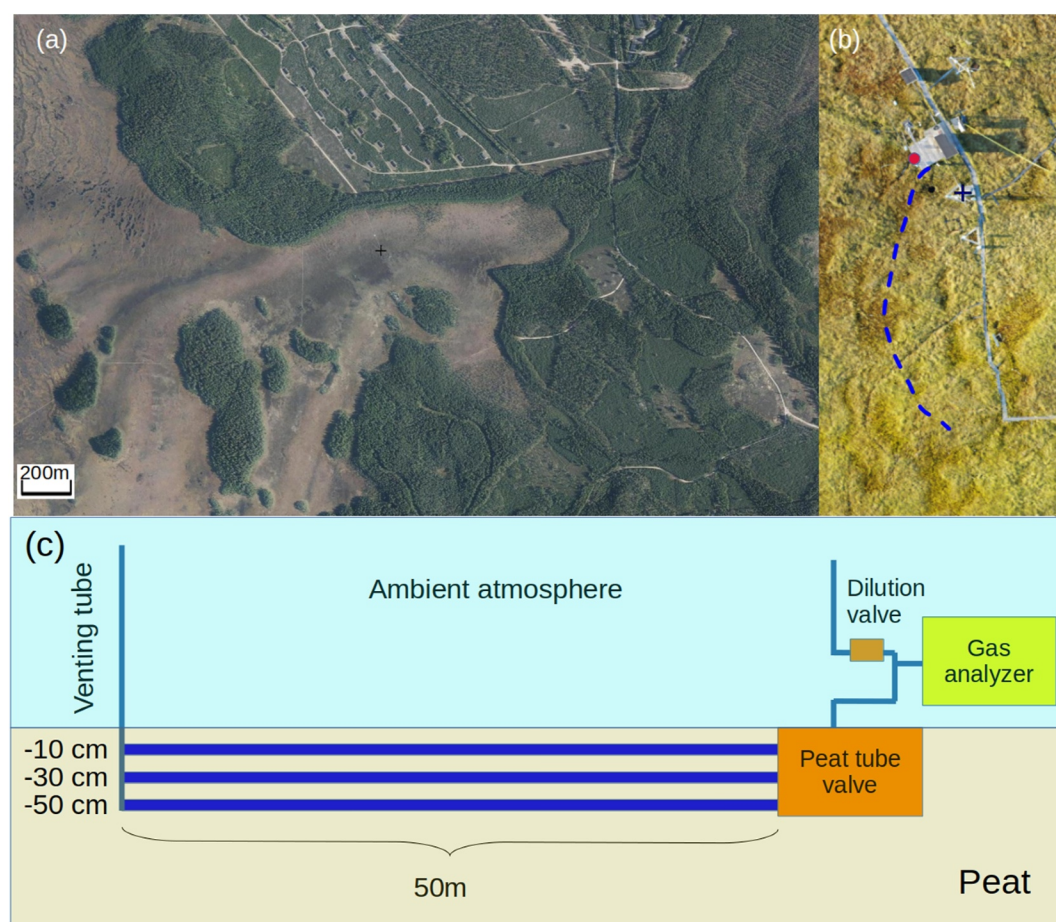 (a)
(b)
200m
(c)
Venting tube
Ambient atmosphere
Dilution
valve
Gas
analyzer
-10 cm
-30 cm
-50 cm
Peat tube
valve
50m
Peat